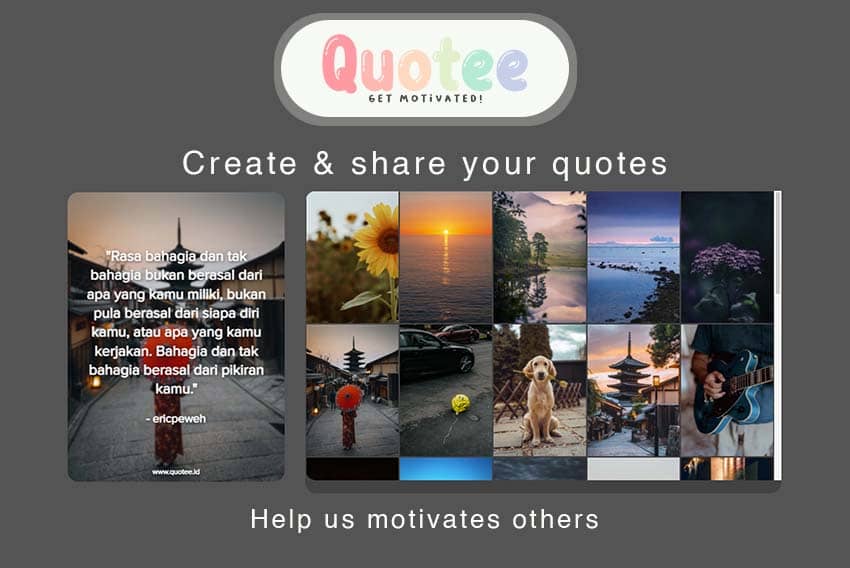 Quotee
GET MOTIVATED!
Create & share your quotes
"Rasa bahagia dan tak
bahagia bukan berasal dari
apa yang kamu miliki, bukan
pula berasal dari siapa diri
kamu, atau apa yang kamu
kerjakan. Bahagia dan tak
bahagia berasal dari pikiran
kamu."
- ericpeweh
www.quotee.id
Help us motivates others